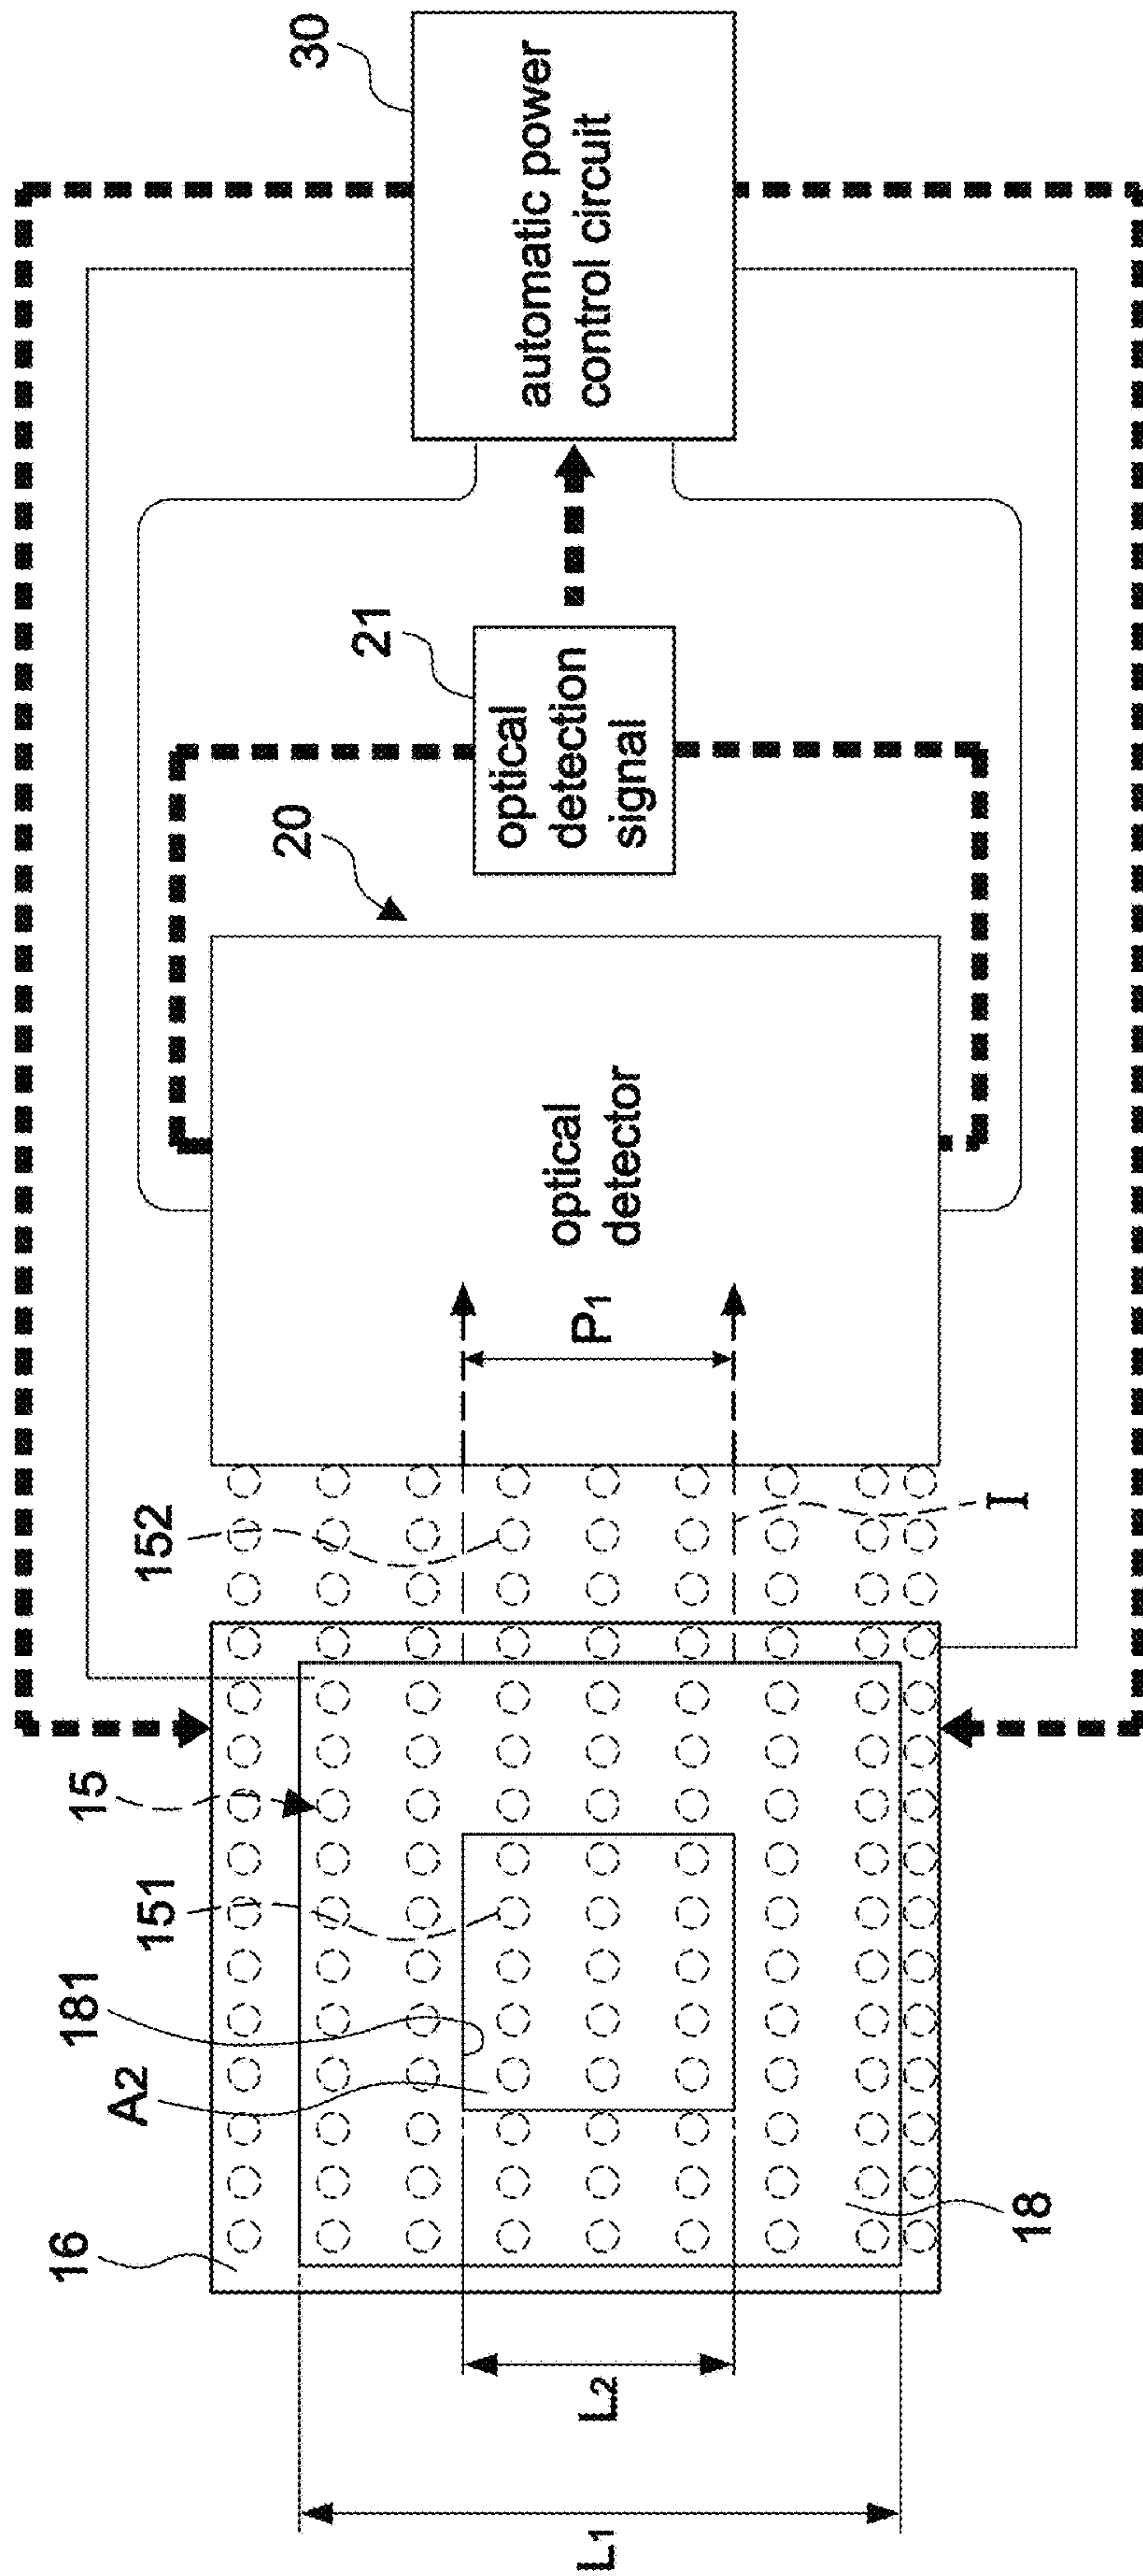 30
automatic power
control circuit
21
optical
detection
signal
20
optical
detector
P1
152
I
15
151
181
A2
16
18
L2
L1